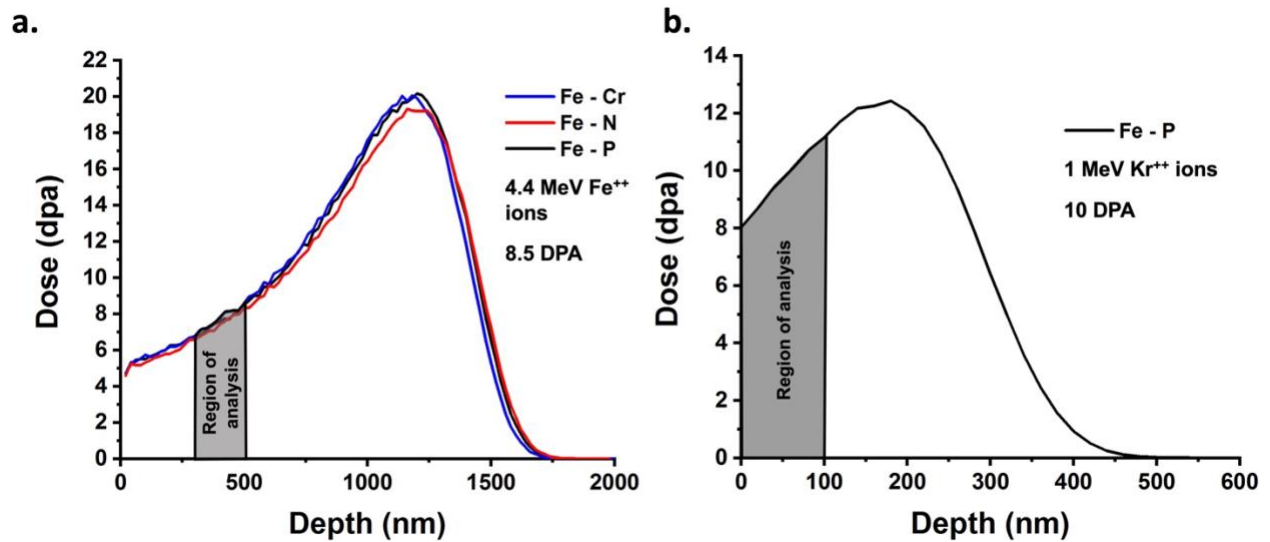 a.
22
20
18
16
14
12
10
8
6
4
2
0
Dose (dpa)
Fe - Cr
Fe - N
Fe - P
4.4 MeV Fe⁺⁺
ions
8.5 DPA
Region of
analysis
0
500
1000
1500
2000
Depth (nm)
b.
14
12
10
8
6
4
2
0
Dose (dpa)
Fe - P
1 MeV Kr⁺⁺ ions
10 DPA
Region of analysis
0
100
200
300
400
500
600
Depth (nm)